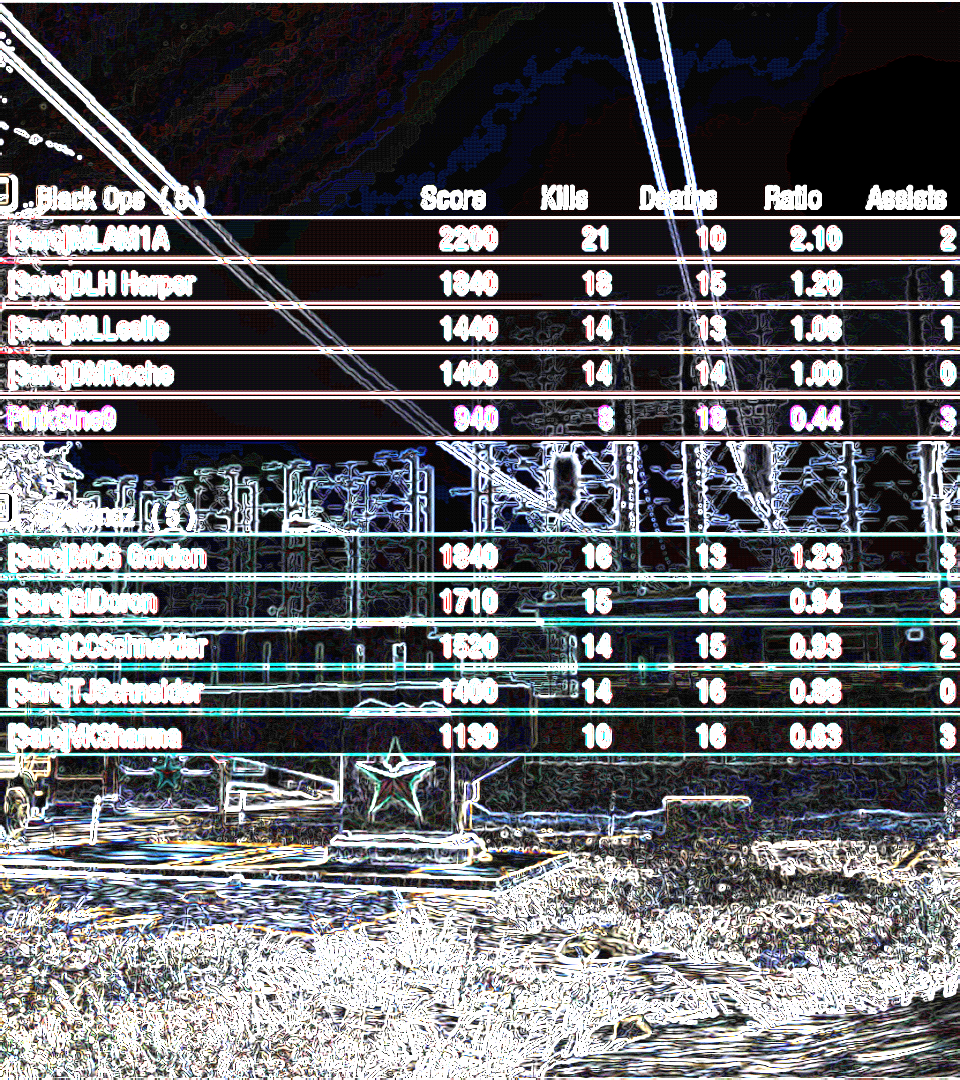 Black Ops ( 5 ) Score Kills Deaths Ratio Assists
[Sarc]MLAM1A 2200 21 10 2.10 2
[Sarc]DLH Harper 1840 18 15 1.20 1
[Sarc]MLLeslie 1440 14 13 1.08 1
[Sarc]DMRoche 1400 14 14 1.00 0
940 8 18 0.44 3
( 5 )
[Sarc]MCG Gordon 1840 16 13 1.23 3
[Sarc]GIDoron 1710 15 16 0.94 3
[Sarc]CCSchneider 1520 14 15 0.93 2
[Sarc]TJSchneider 1400 14 16 0.88 0
[Sarc]VKSharma 1130 10 16 0.63 3